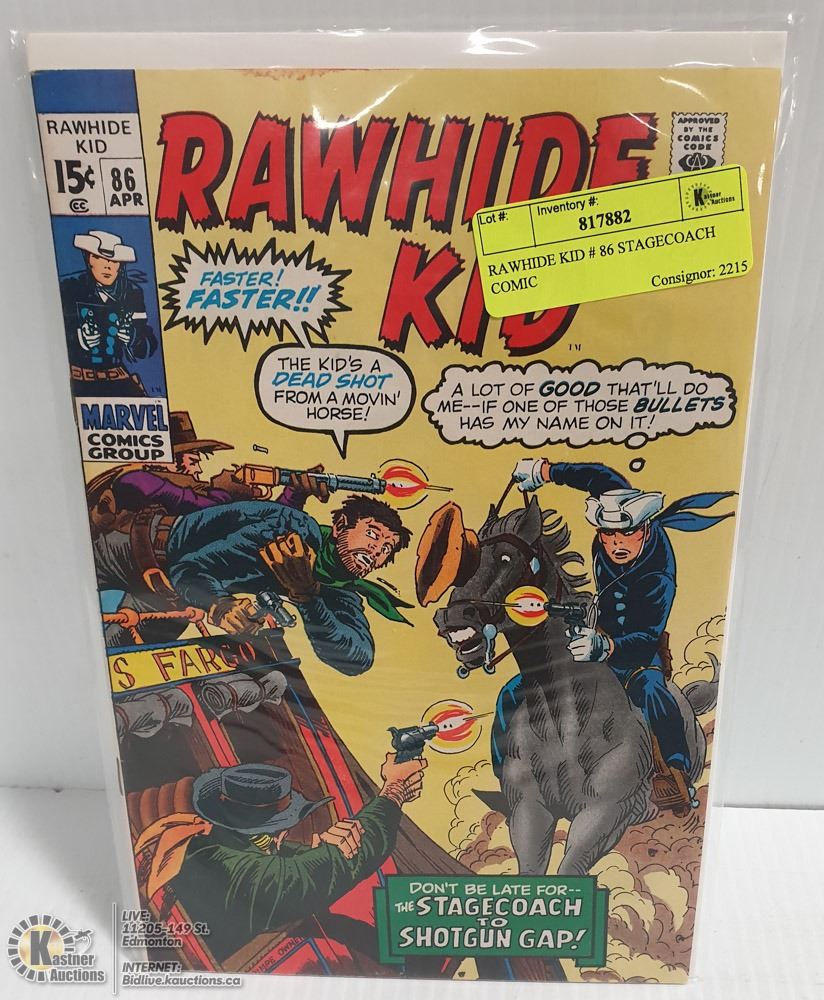 RAWHIDE
KID
15¢
86
APR
CC
RAWHIDE
KID
TM
APPROVED
BY THE
COMICS
CODE
CA
Lot #:
Inventory #:
817882
Kastner
Auctions
RAWHIDE KID # 86 STAGECOACH
COMIC
Consignor: 2215
FASTER!
FASTER!!
THE KID'S A
DEAD SHOT
FROM A MOVIN'
HORSE!
A LOT OF GOOD THAT'LL DO
ME--IF ONE OF THOSE BULLETS
HAS MY NAME ON IT!
MARVEL
COMICS
GROUP
S FARGO
DON'T BE LATE FOR--
THE STAGECOACH
TO
SHOTGUN GAP!
Kastner
Auctions
LIVE:
11205-149 St.
Edmonton
INTERNET:
Bidlive.kauctions.ca